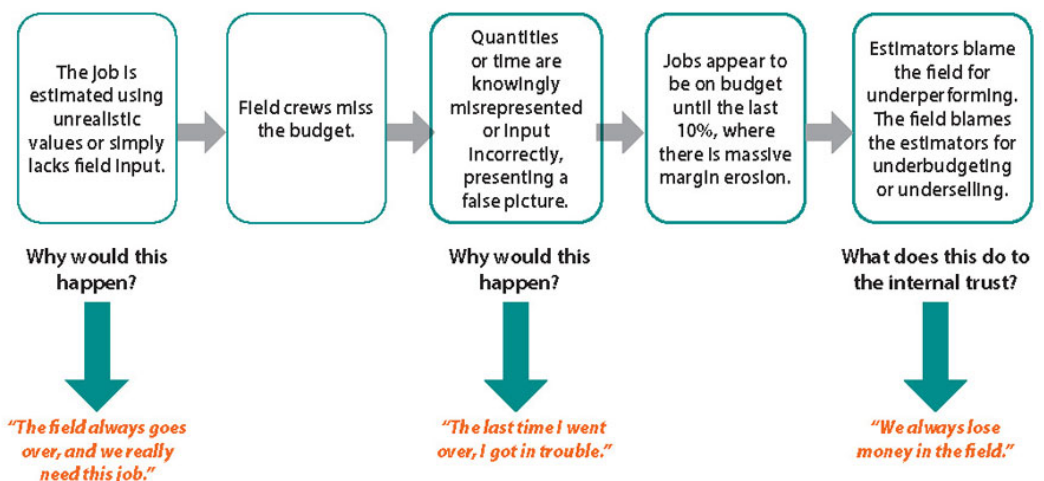 The job is
estimated using
unrealistic
values or simply
lacks field input.
Field crews miss
the budget.
Quantities
or time are
knowingly
misrepresented
or input
incorrectly,
presenting a
false picture.
Jobs appear to
be on budget
until the last
10%, where
there is massive
margin erosion.
Estimators blame
the field for
underperforming.
The field blames
the estimators for
underbudgeting
or underselling.
Why would this
happen?
Why would this
happen?
What does this do to
the internal trust?
“The field always goes
over, and we really
need this job.”
“The last time I went
over, I got in trouble.”
“We always lose
money in the field.”